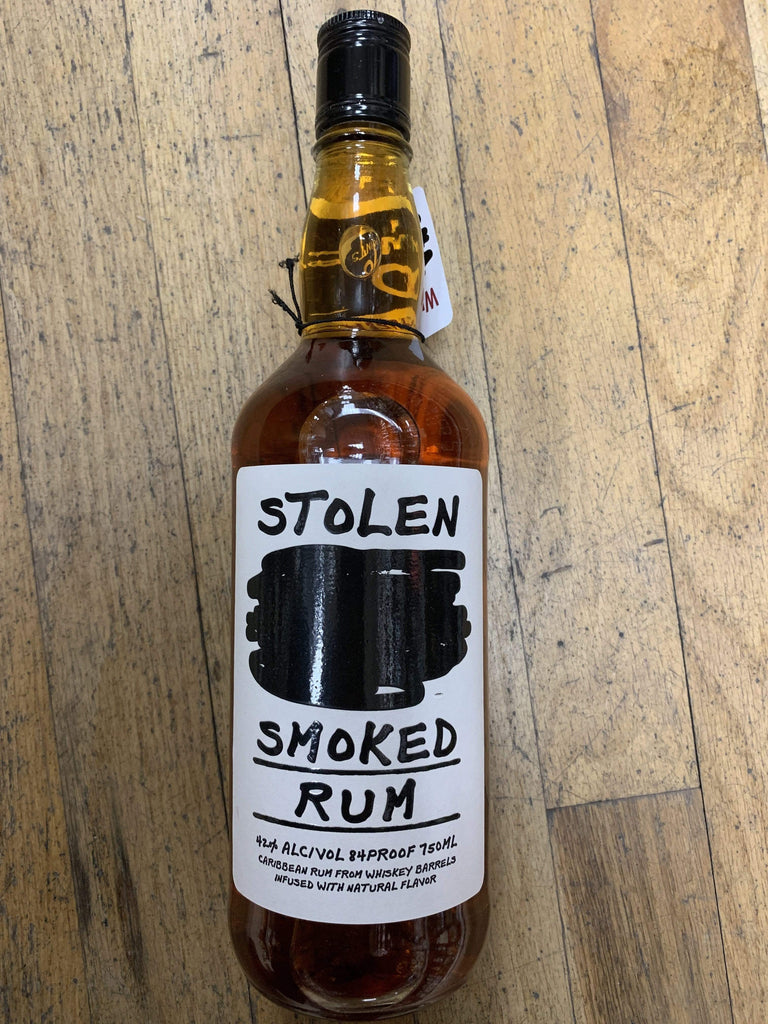 STOLEN
SMOKED
RUM
42% ALC/VOL 84PROOF 750ML
CARIBBEAN RUM FROM WHISKEY BARRELS
INFUSED WITH NATURAL FLAVOR